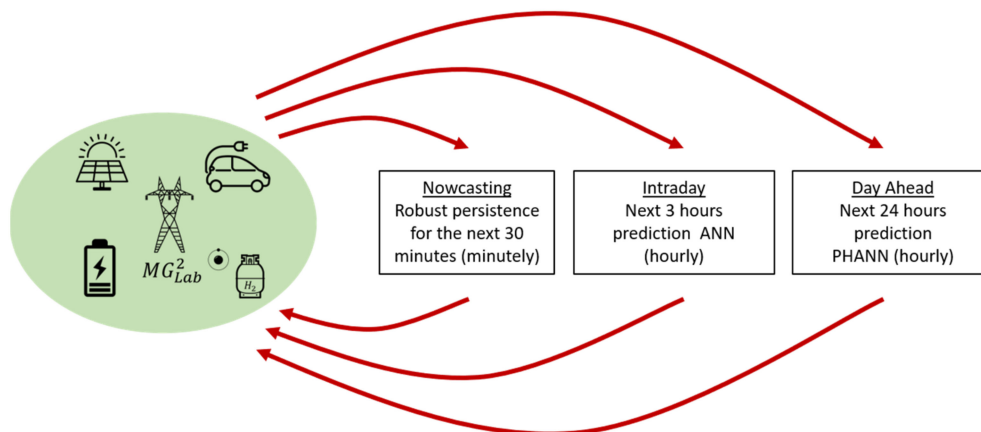 MG²_Lab
H₂
Nowcasting
Robust persistence
for the next 30
minutes (minutely)
Intraday
Next 3 hours
prediction ANN
(hourly)
Day Ahead
Next 24 hours
prediction
PHANN (hourly)